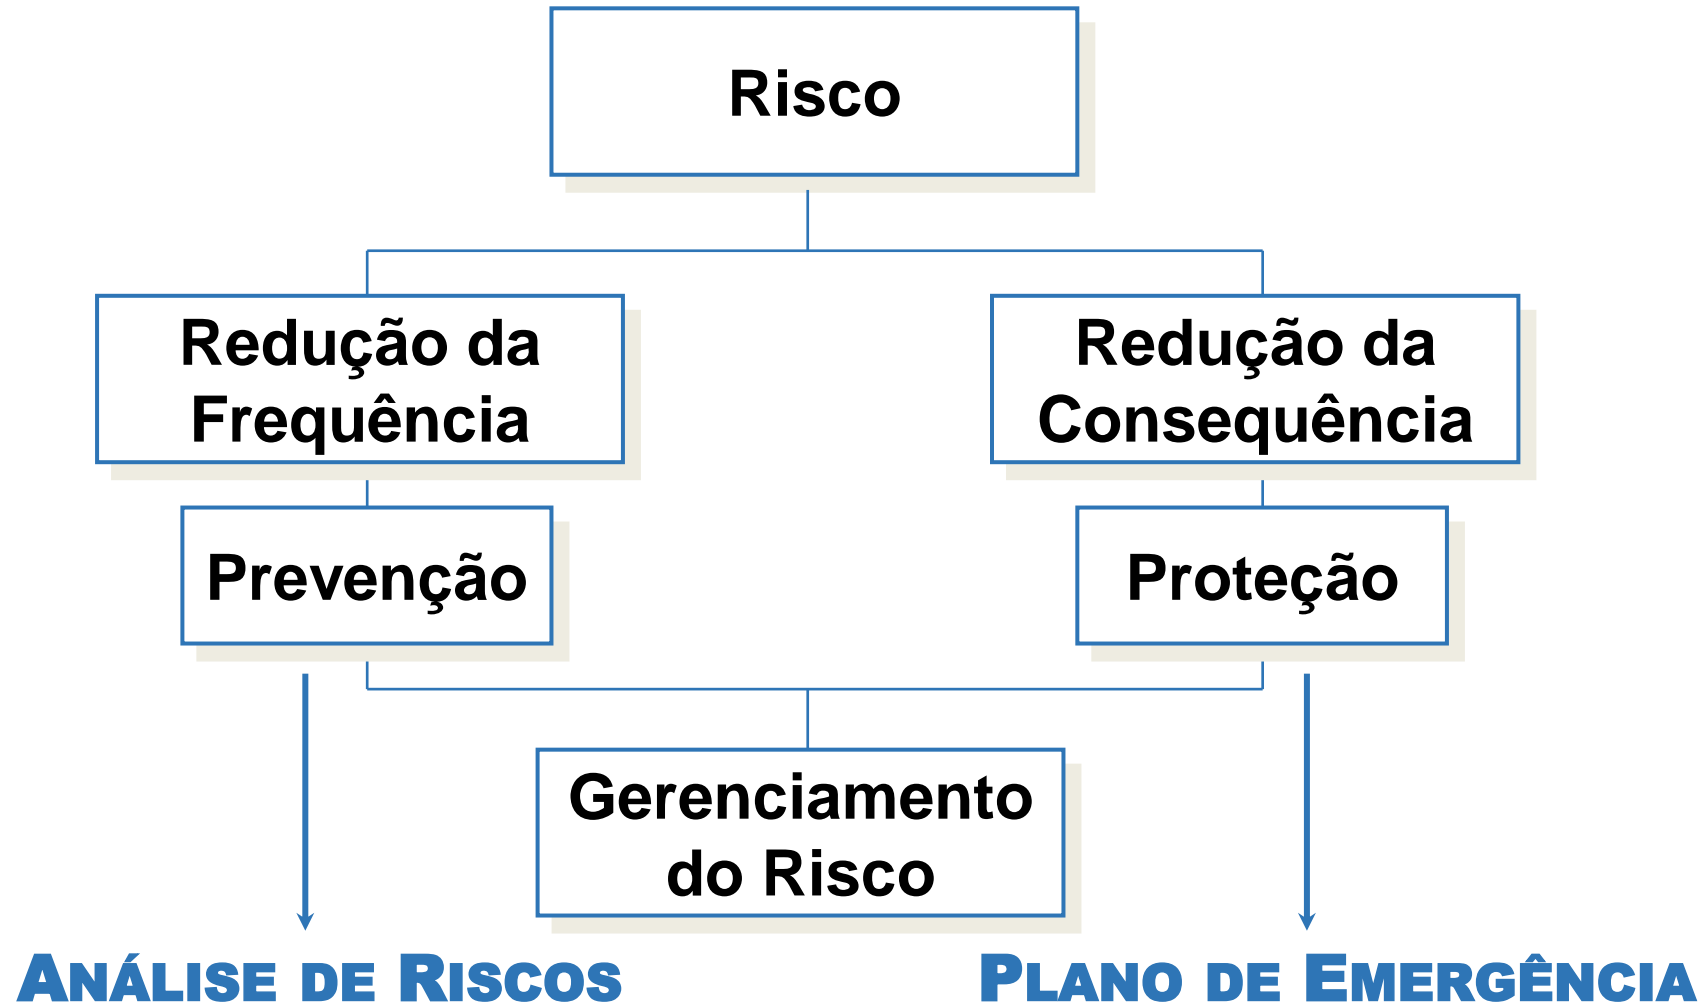 Risco
Redução da
Frequência
Redução da
Consequência
Prevenção
Proteção
Gerenciamento
do Risco
ANÁLISE DE RISCOS
PLANO DE EMERGÊNCIA